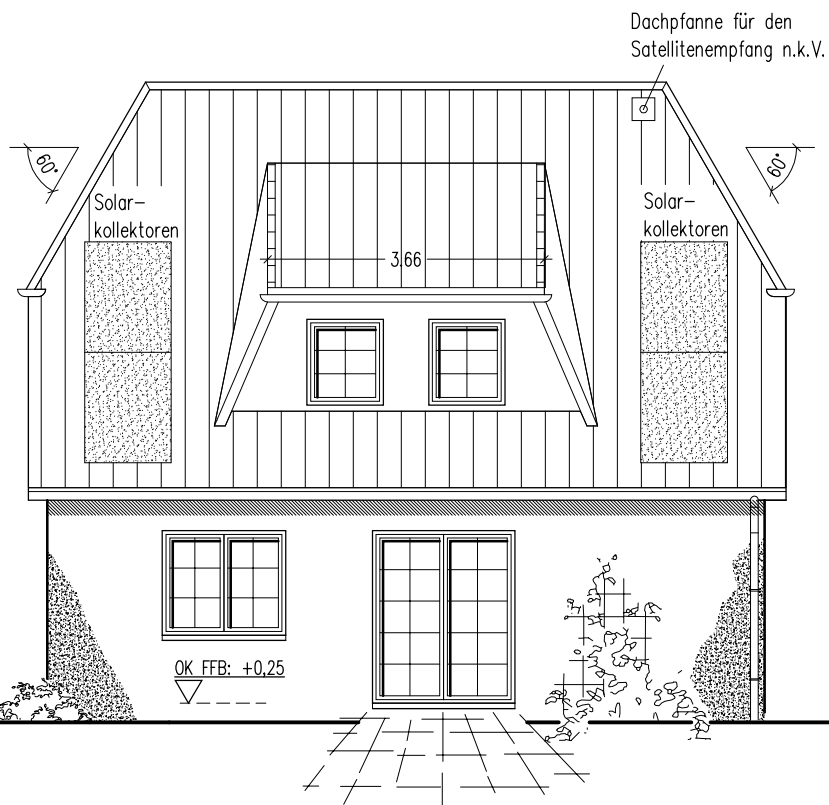 Dachpfanne für den
Satellitenempfang n.k.V.
60°
60°
Solar-
kollektoren
Solar-
kollektoren
3.66
OK FFB: +0,25